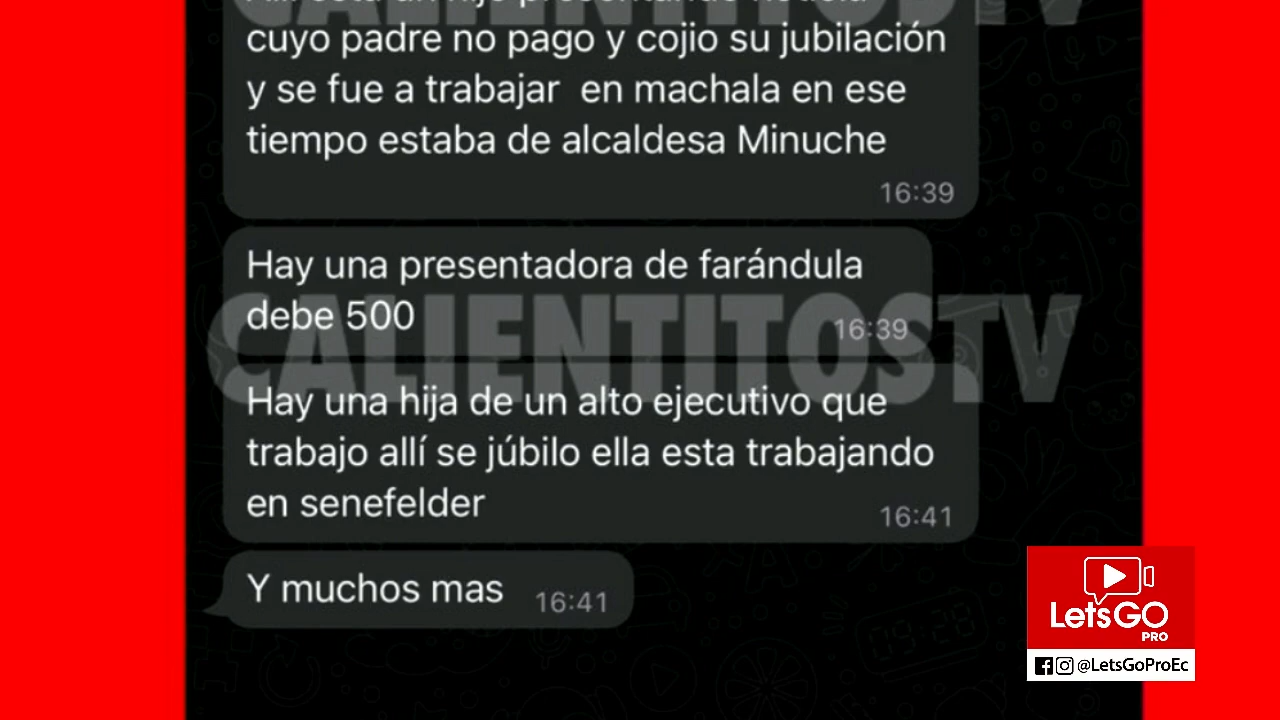 CALIENTITOSTV
cuyo padre no pago y cojio su jubilación
y se fue a trabajar en machala en ese
tiempo estaba de alcaldesa Minuche
16:39
Hay una presentadora de farándula
debe 500
16:39
CALIENTITOSTV
Hay una hija de un alto ejecutivo que
trabajo allí se júbilo ella esta trabajando
en senefelder
16:41
Y muchos mas 16:41
LetsGO
PRO
@LetsGoProEc